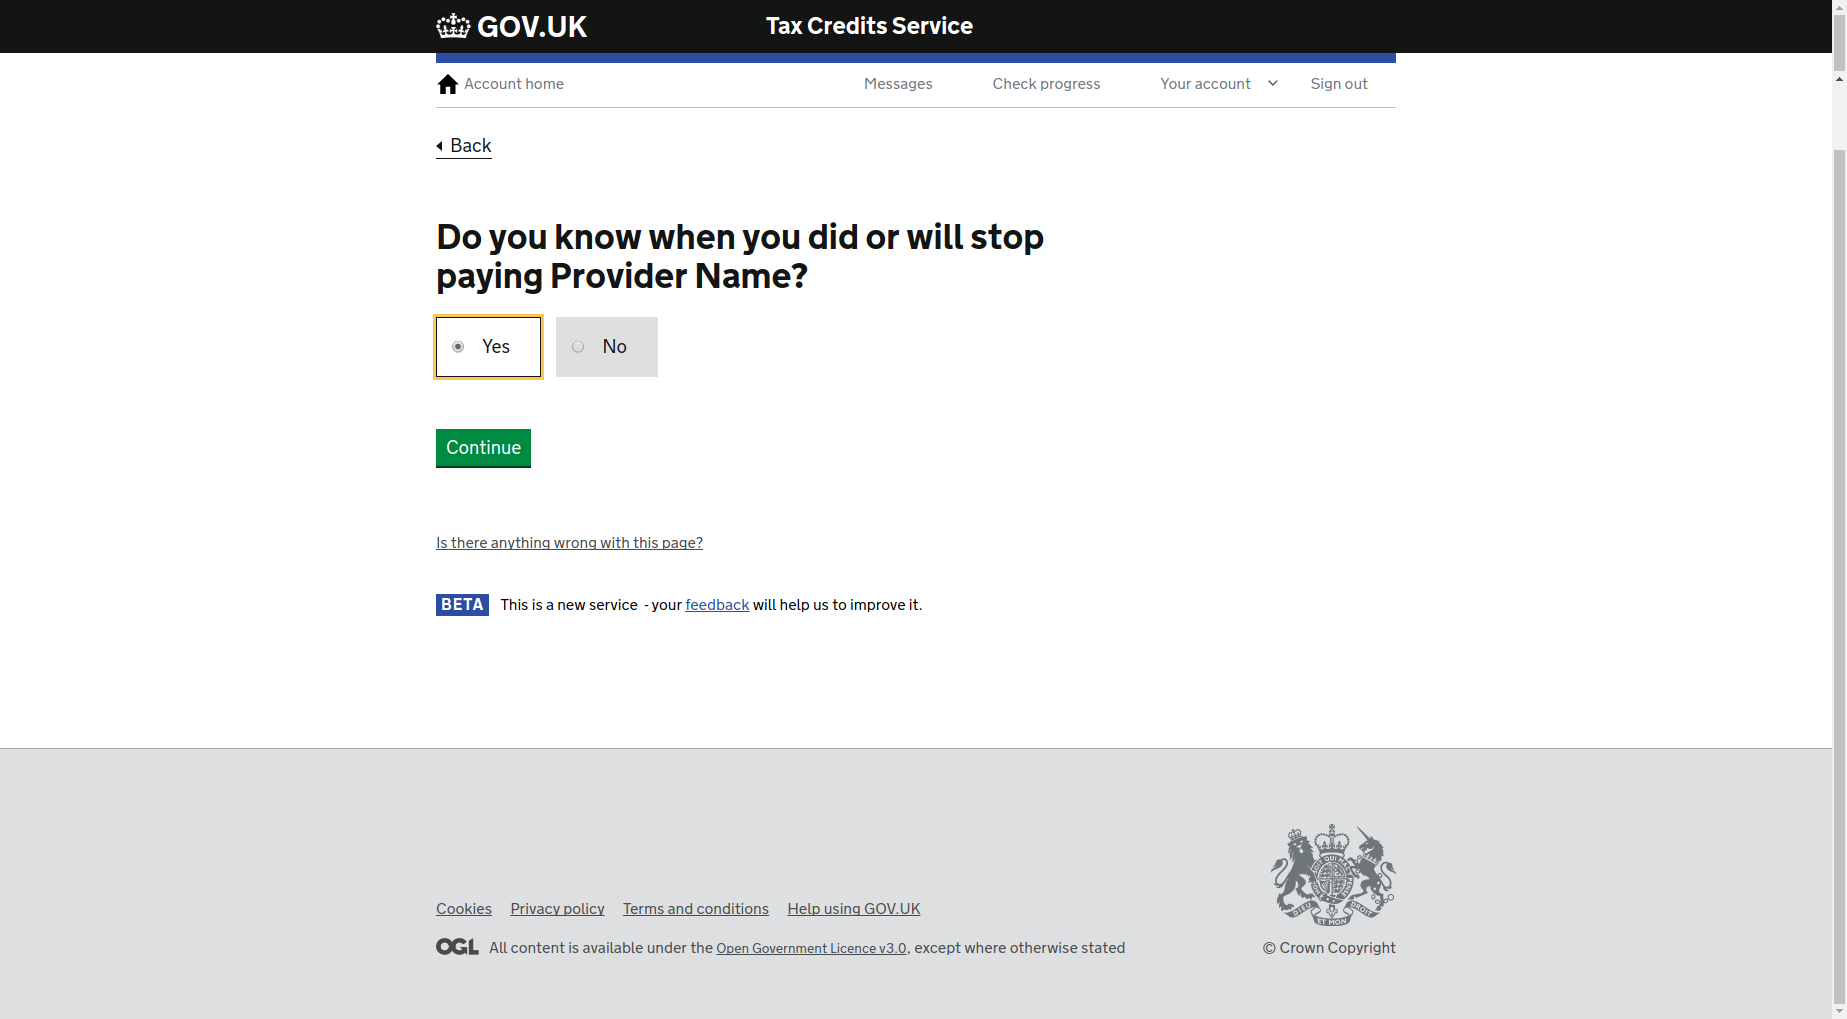 GOV.UK Tax Credits Service
Account home Messages Check progress Your account Sign out
Back
Do you know when you did or will stop
paying Provider Name?
Yes No
Continue
Is there anything wrong with this page?
BETA This is a new service - your feedback will help us to improve it.
Cookies Privacy policy Terms and conditions Help using GOV.UK
OGL All content is available under the Open Government Licence v3.0, except where otherwise stated
© Crown Copyright